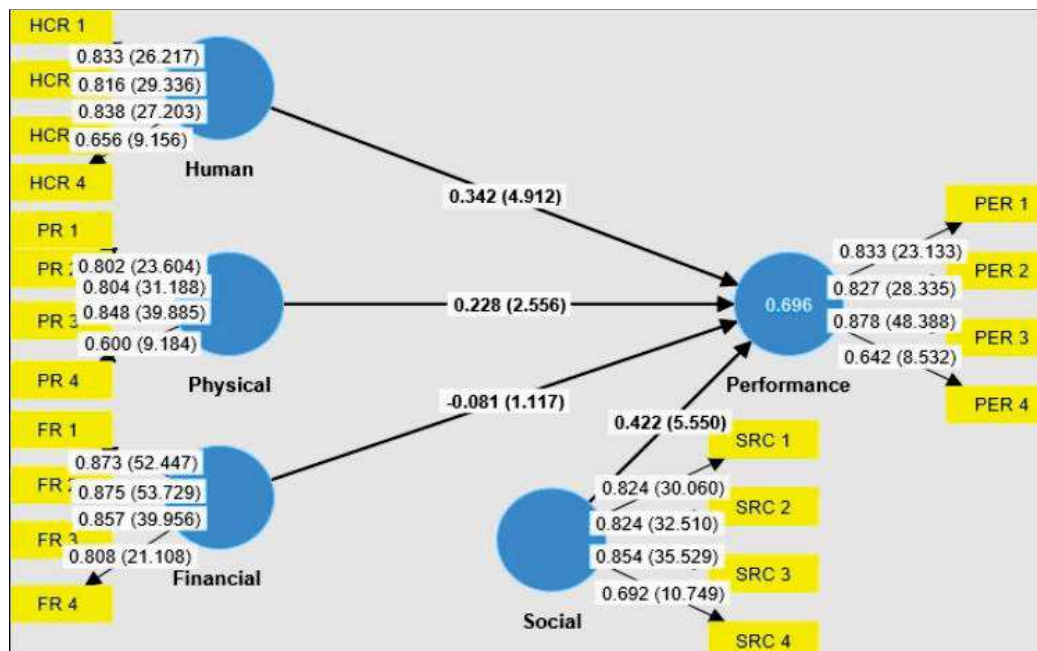 HCR 1
0.833 (26.217)
HCR
0.816 (29.336)
0.838 (27.203)
HCR
0.656 (9.156)
HCR 4
Human
0.342 (4.912)
PR 1
PR 2
0.802 (23.604)
0.804 (31.188)
PR 3
0.848 (39.885)
0.600 (9.184)
PR 4
Physical
0.228 (2.556)
FR 1
0.873 (52.447)
FR 2
0.875 (53.729)
0.857 (39.956)
FR 3
0.808 (21.108)
FR 4
Financial
-0.081 (1.117)
0.696
Performance
PER 1
0.833 (23.133)
PER 2
0.827 (28.335)
0.878 (48.388)
PER 3
0.642 (8.532)
PER 4
0.422 (5.550)
SRC 1
0.824 (30.060)
SRC 2
0.824 (32.510)
0.854 (35.529)
SRC 3
0.692 (10.749)
SRC 4
Social